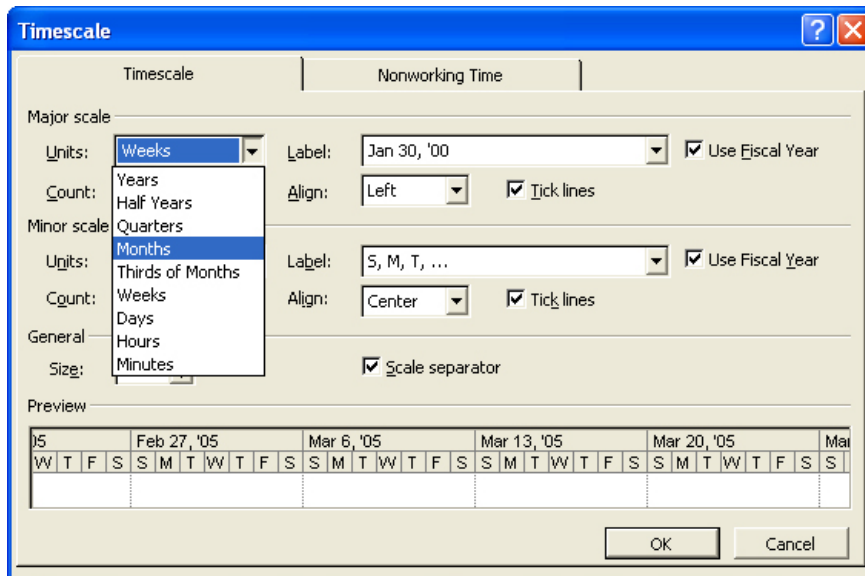 Timescale
Timescale Nonworking Time
Major scale
Units: Weeks Label: Jan 30, '00 Use Fiscal Year
Years
Count: Half Years Align: Left Tick lines
Minor scale Quarters
Months
Units: Thirds of Months Label: S, M, T, ... Use Fiscal Year
Count: Weeks Align: Center Tick lines
Days
General Hours
Size: Minutes Scale separator
Preview
05 Feb 27, '05 Mar 6, '05 Mar 13, '05 Mar 20, '05 Mar
W T F S S M T W T F S S M T W T F S S M T W T F S S M T W T F S S
OK Cancel